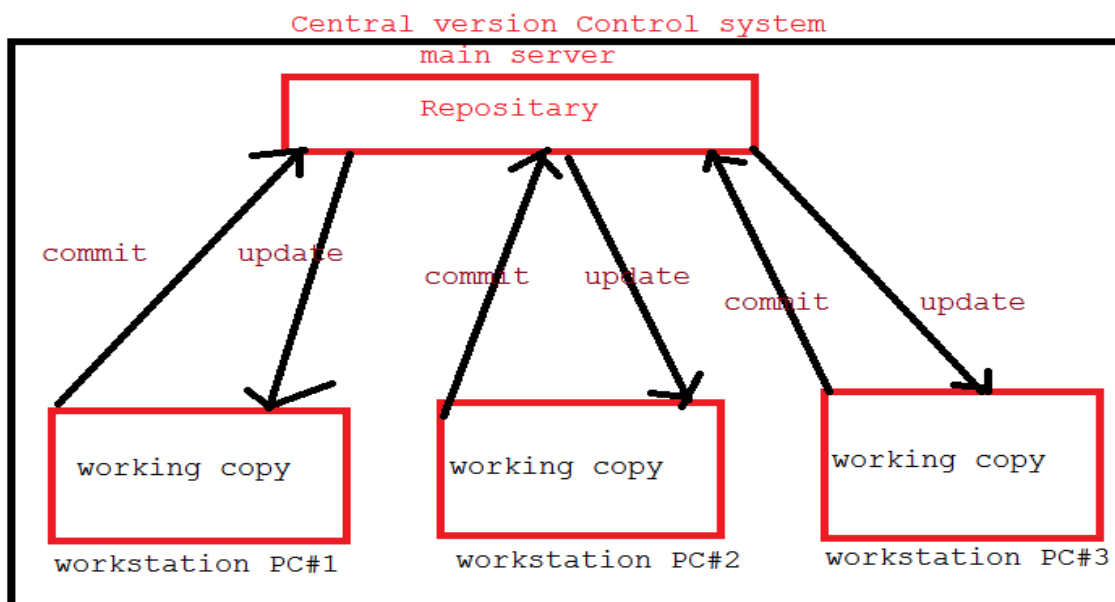 Central version Control system
main server
Repositary
commit
update
commit
update
commit
update
working copy
working copy
working copy
workstation PC#1
workstation PC#2
workstation PC#3